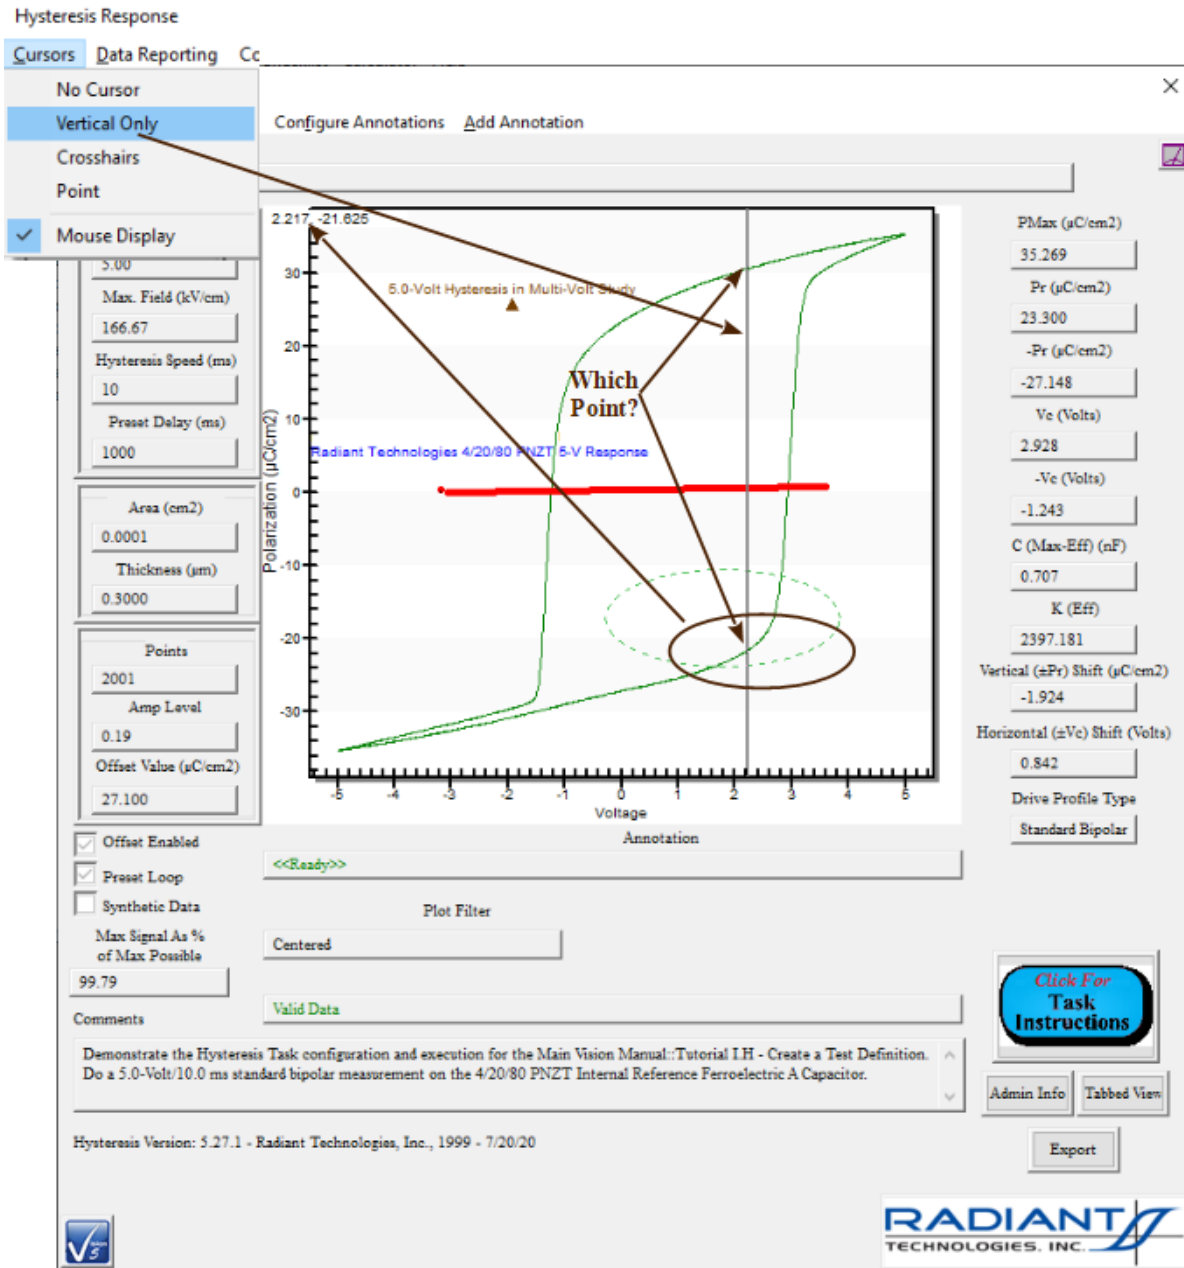 Hysteresis Response
Cursors Data Reporting
No Cursor
Vertical Only
Crosshairs
Point
Mouse Display
Configure Annotations Add Annotation
5.00
Max. Field (kV/cm)
166.67
Hysteresis Speed (ms)
10
Preset Delay (ms)
1000
Area (cm2)
0.0001
Thickness (µm)
0.3000
Points
2001
Amp Level
0.19
Offset Value (µC/cm2)
27.100
Offset Enabled
Preset Loop
Synthetic Data
Max Signal As %
of Max Possible
99.79
2.217, -21.625
5.0-Volt Hysteresis in Multi-Volt Study
Which
Point?
Radiant Technologies 4/20/80 PNZT 5-V Response
Polarization (µC/cm2)
30
20
10
0
-10
-20
-30
-5 -4 -3 -2 -1 0 1 2 3 4 5
Voltage
Annotation
<<Ready>>
Plot Filter
Centered
Valid Data
PMax (µC/cm2)
35.269
Pr (µC/cm2)
23.300
-Pr (µC/cm2)
-27.148
Vc (Volts)
2.928
-Vc (Volts)
-1.243
C (Max-Eff) (nF)
0.707
K (Eff)
2397.181
Vertical (±Pr) Shift (µC/cm2)
-1.924
Horizontal (±Vc) Shift (Volts)
0.842
Drive Profile Type
Standard Bipolar
Click For
Task
Instructions
Comments
Demonstrate the Hysteresis Task configuration and execution for the Main Vision Manual::Tutorial I.H - Create a Test Definition.
Do a 5.0-Volt/10.0 ms standard bipolar measurement on the 4/20/80 PNZT Internal Reference Ferroelectric A Capacitor.
Admin Info Tabbed View
Hysteresis Version: 5.27.1 - Radiant Technologies, Inc., 1999 - 7/20/20
Export
RADIANT
TECHNOLOGIES, INC.